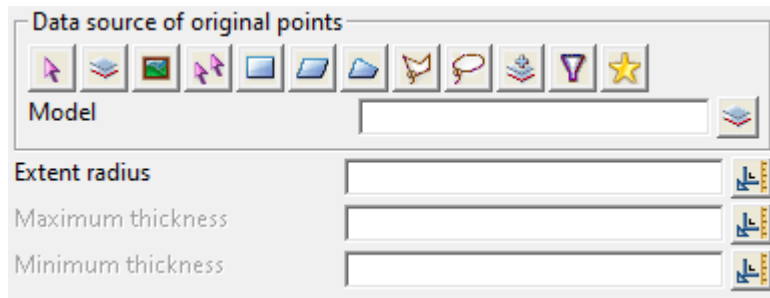 Data source of original points
Model
Extent radius
Maximum thickness
Minimum thickness